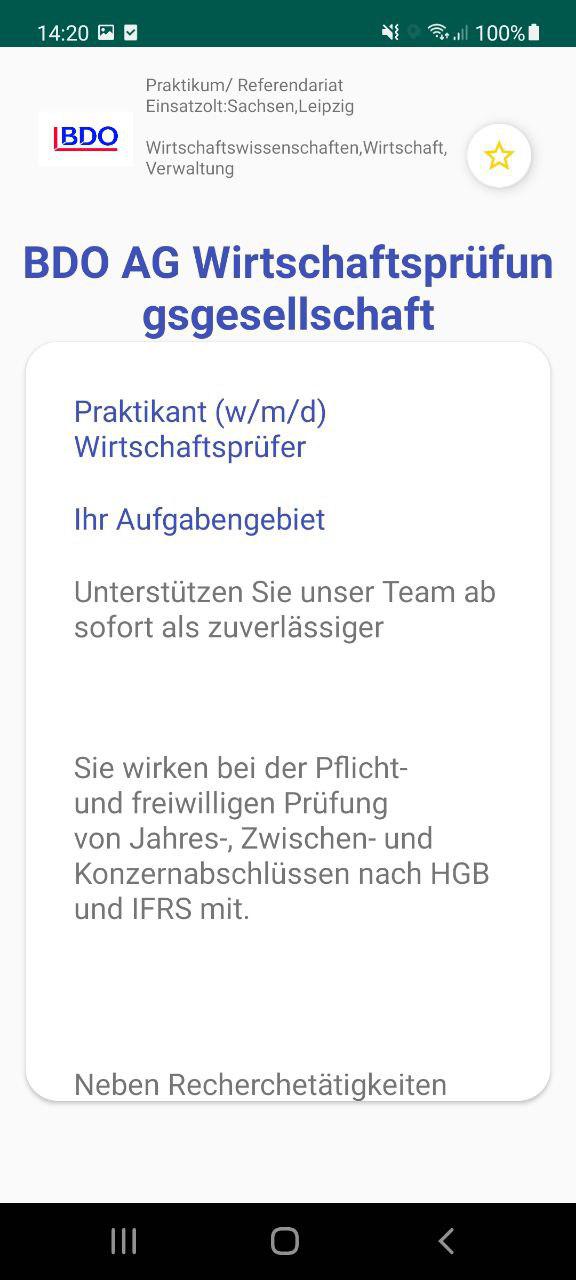 14:20
100%
Praktikum/ Referendariat
Einsatzolt:Sachsen,Leipzig
BDO
Wirtschaftswissenschaften,Wirtschaft,
Verwaltung
BDO AG Wirtschaftsprüfun
gsgesellschaft
Praktikant (w/m/d)
Wirtschaftsprüfer
Ihr Aufgabengebiet
Unterstützen Sie unser Team ab
sofort als zuverlässiger
Sie wirken bei der Pflicht-
und freiwilligen Prüfung
von Jahres-, Zwischen- und
Konzernabschlüssen nach HGB
und IFRS mit.
Neben Recherchetätigkeiten